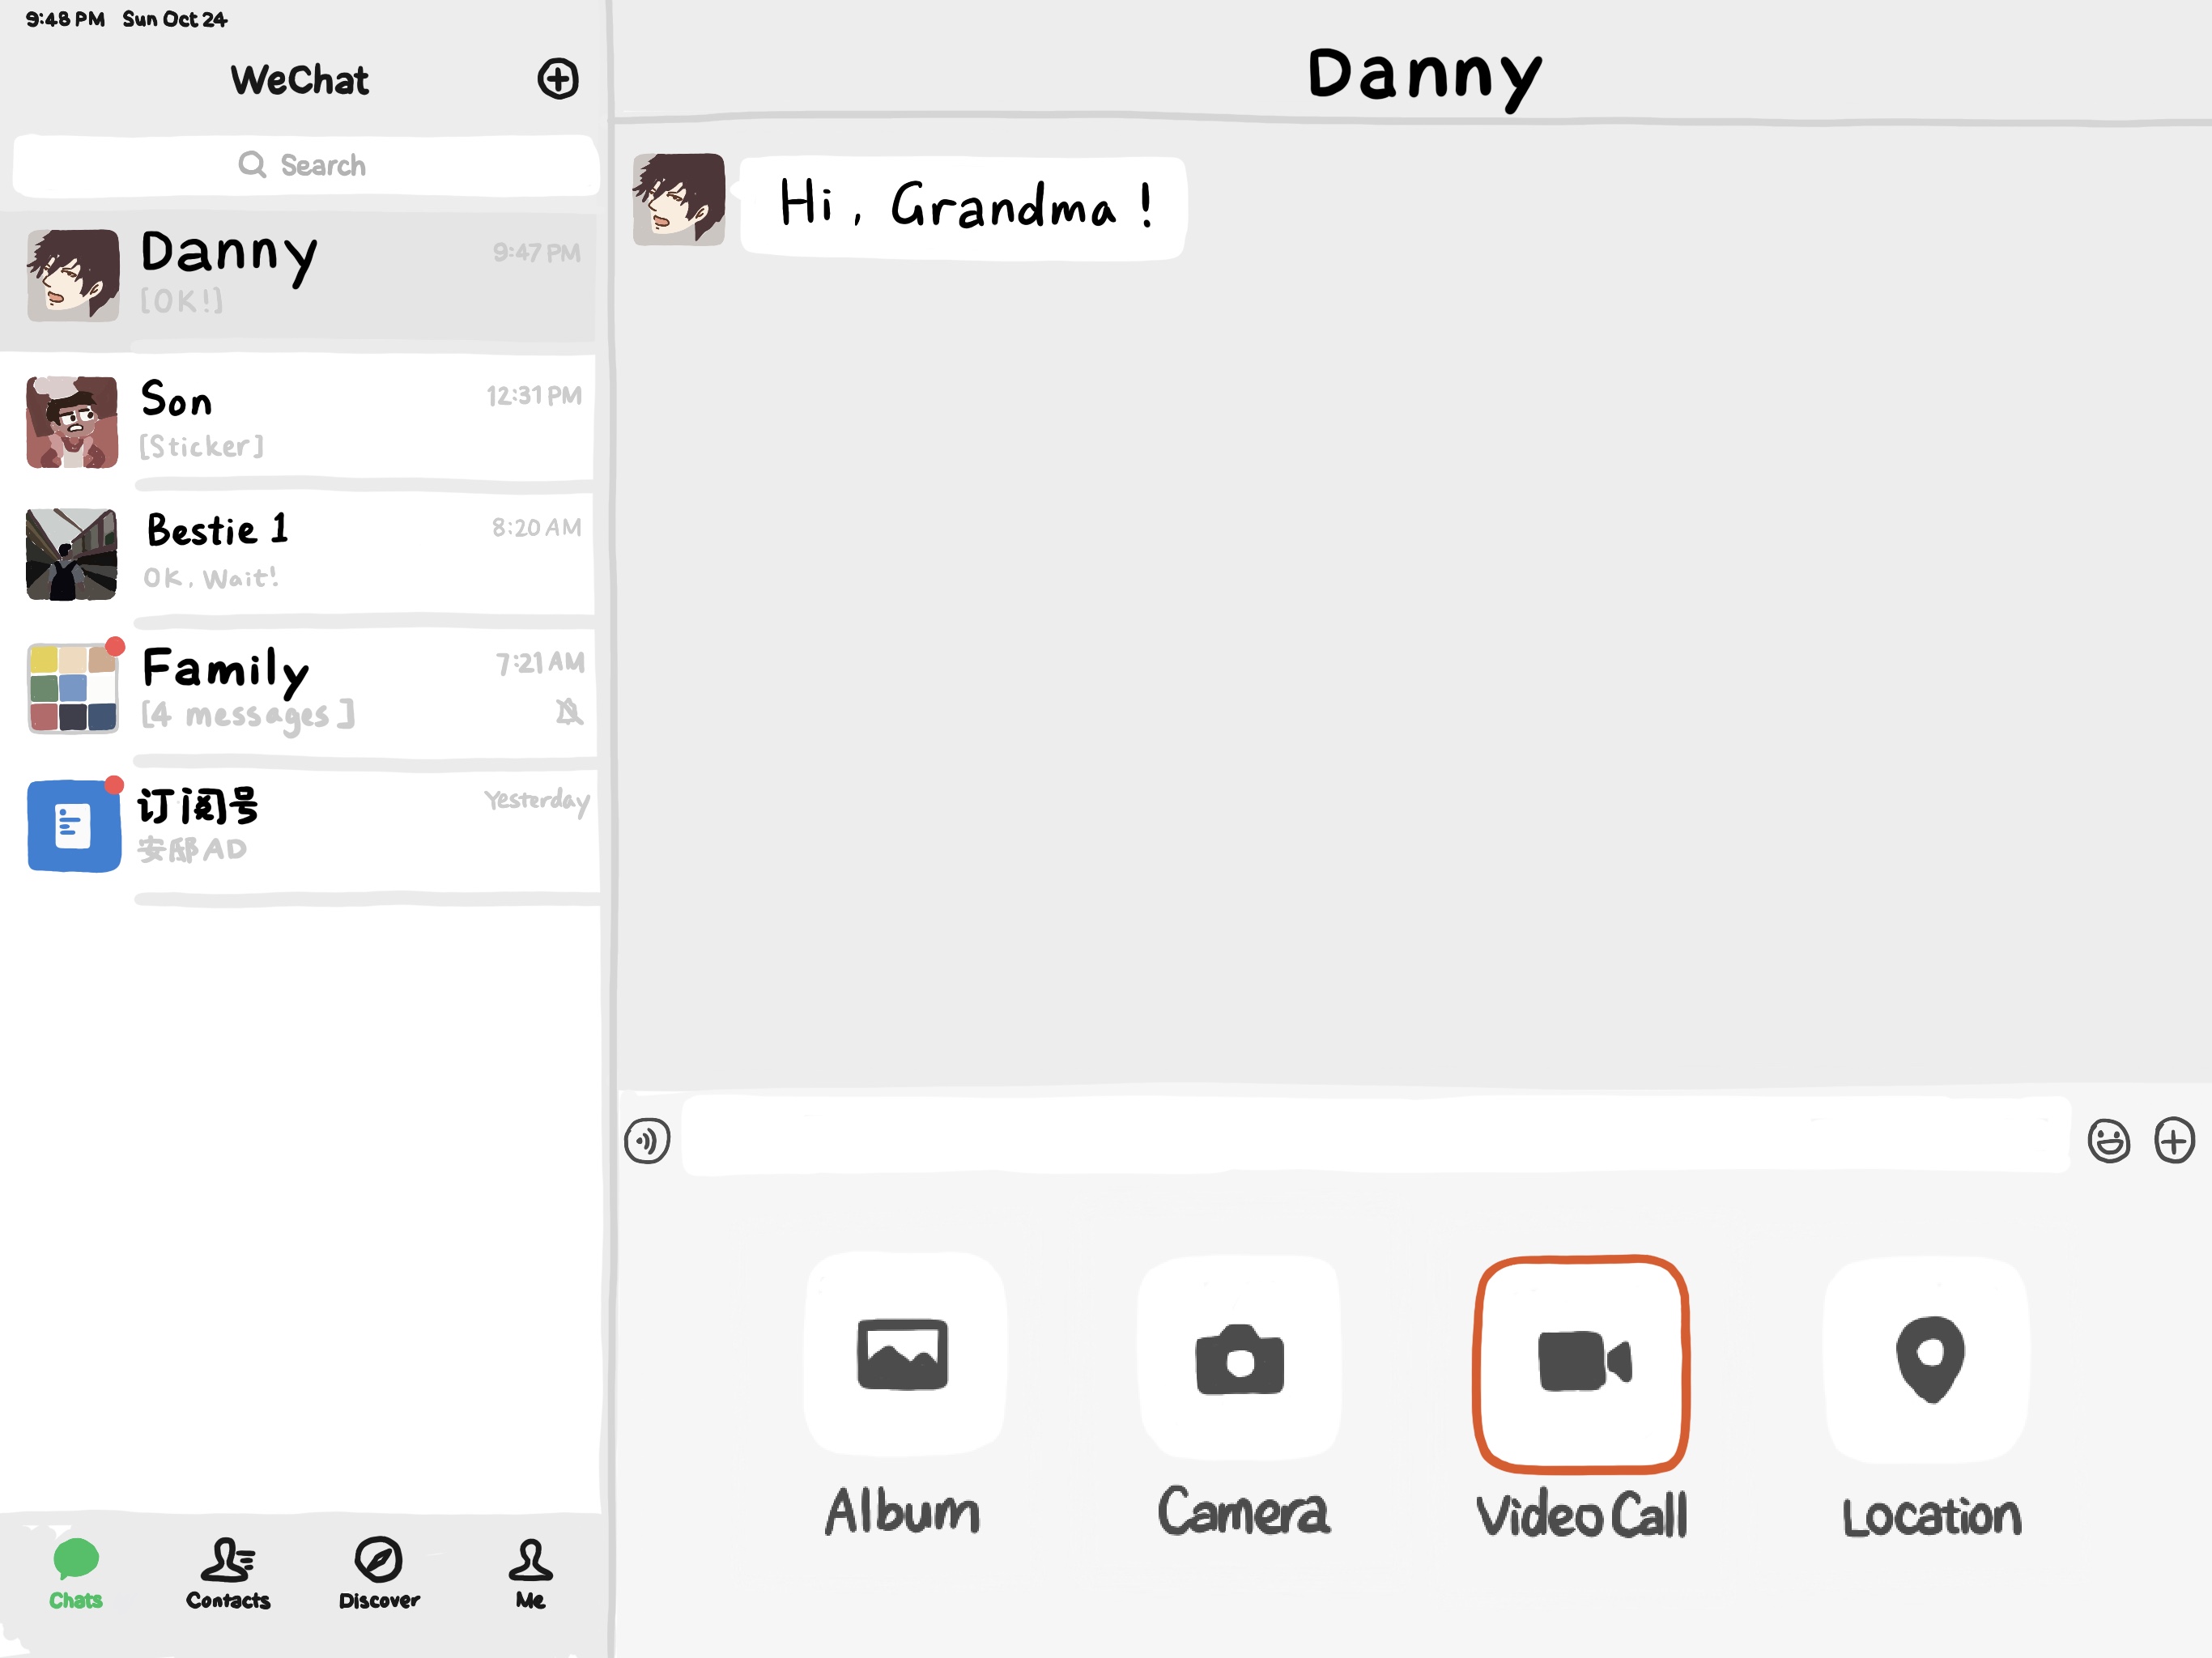 9:48 PM Sun Oct 24
WeChat
Search
Danny 9:47 PM
[OK!]
Son 12:31 PM
[Sticker]
Bestie 1 8:20 AM
OK, Wait!
Family 7:21 AM
[4 messages]
订阅号 Yesterday
安邸AD
Chats Contacts Discover Me
Danny
Hi, Grandma!
Album Camera Video Call Location